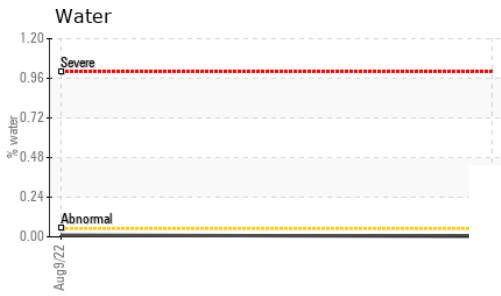 Water
1.20
Severe
0.96
0.72
% water
0.48
0.24
Abnormal
0.00
Aug9/22